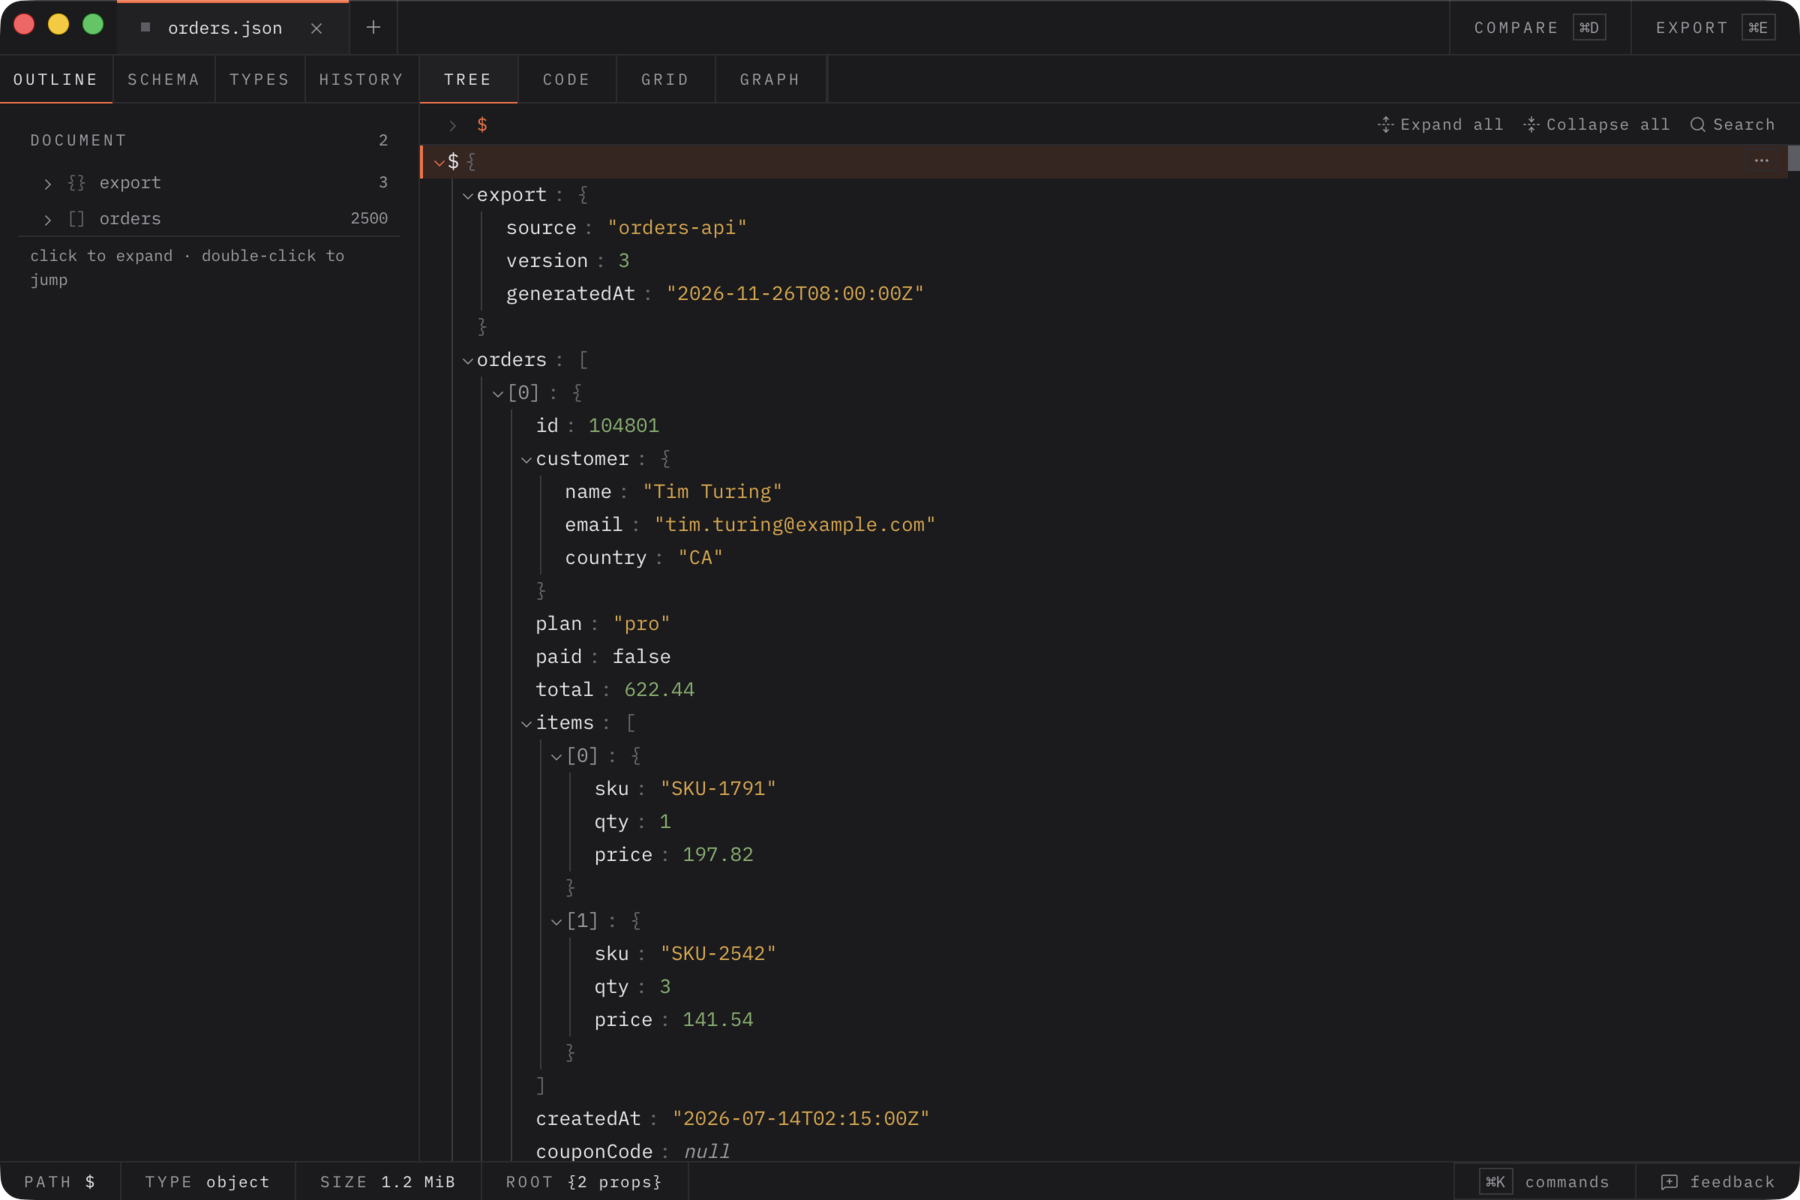 orders.json × +
COMPARE ⌘D EXPORT ⌘E
OUTLINE SCHEMA TYPES HISTORY
TREE CODE GRID GRAPH
DOCUMENT 2
{} export 3
[] orders 2500
click to expand · double-click to
jump
> $
Expand all Collapse all Search
$ { ...
export : {
source : "orders-api"
version : 3
generatedAt : "2026-11-26T08:00:00Z"
}
orders : [
[0] : {
id : 104801
customer : {
name : "Tim Turing"
email : "tim.turing@example.com"
country : "CA"
}
plan : "pro"
paid : false
total : 622.44
items : [
[0] : {
sku : "SKU-1791"
qty : 1
price : 197.82
}
[1] : {
sku : "SKU-2542"
qty : 3
price : 141.54
}
]
createdAt : "2026-07-14T02:15:00Z"
couponCode : null
PATH $ TYPE object SIZE 1.2 MiB ROOT {2 props}
⌘K commands feedback